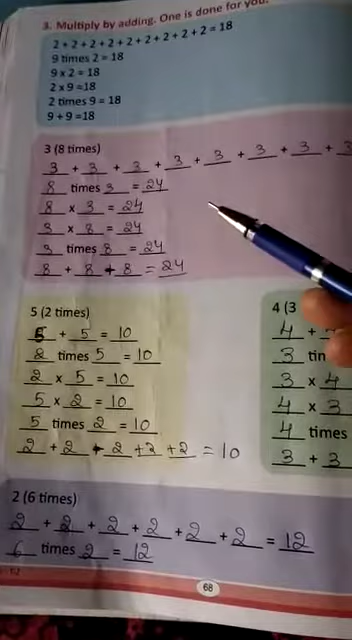 3. Multiply by adding. One is done for you.
2 + 2 + 2 + 2 + 2 + 2 + 2 + 2 + 2 = 18
9 times 2 = 18
9 x 2 = 18
2 x 9 =18
2 times 9 = 18
9 + 9 =18
3 (8 times)
3 + 3 + 3 + 3 + 3 + 3 + 3 + 3
8 times 3 = 24
8 x 3 = 24
3 x 8 = 24
3 times 8 = 24
8 + 8 + 8 = 24
5 (2 times)
5 + 5 = 10
2 times 5 = 10
2 x 5 = 10
5 x 2 = 10
5 times 2 = 10
2 + 2 + 2 + 2 + 2 = 10
4 (3
4 +
3
3 x 4
4 x 3
4 times
3 + 3
2 (6 times)
2 + 2 + 2 + 2 + 2 + 2 = 12
6 times 2 = 12
68